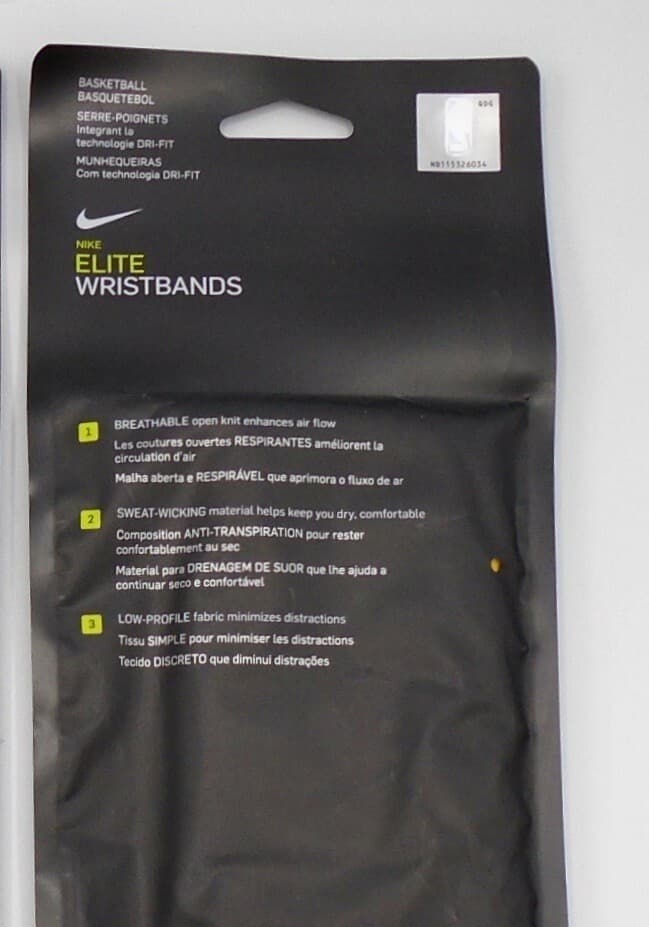 BASKETBALL
BASQUETEBOL
SERRE-POIGNETS
Integrant la
technologie DRI-FIT
MUNHEQUEIRAS
Com technologia DRI-FIT
NIKE
ELITE
WRISTBANDS
1
BREATHABLE open knit enhances air flow
Les coutures ouvertes RESPIRANTES améliorent la
circulation d'air
Malha aberta e RESPIRÁVEL que aprimora o fluxo de ar
2
SWEAT-WICKING material helps keep you dry, comfortable
Composition ANTI-TRANSPIRATION pour rester
confortablement au sec
Material para DRENAGEM DE SUOR que lhe ajuda a
continuar seco e confortável
3
LOW-PROFILE fabric minimizes distractions
Tissu SIMPLE pour minimiser les distractions
Tecido DISCRETO que diminui distrações